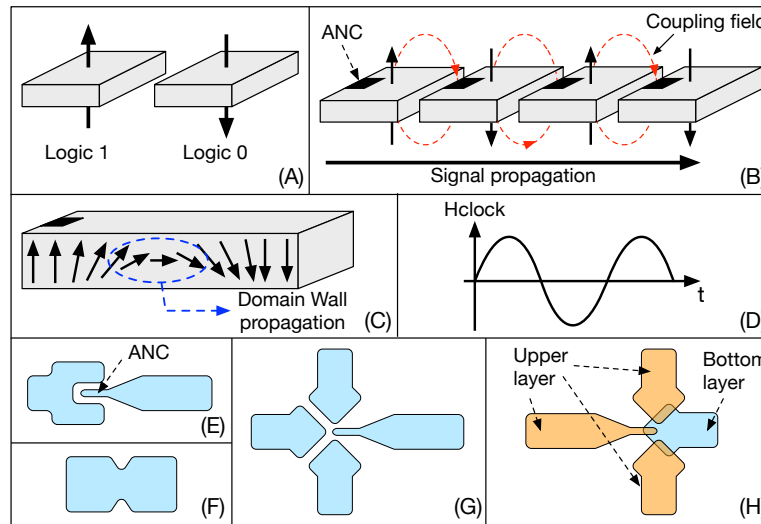 Logic 1
Logic 0
(A)
ANC
Coupling field
Signal propagation
(B)
Domain Wall
propagation
(C)
Hclock
t
(D)
ANC
(E)
(F)
(G)
Upper
layer
Bottom
layer
(H)